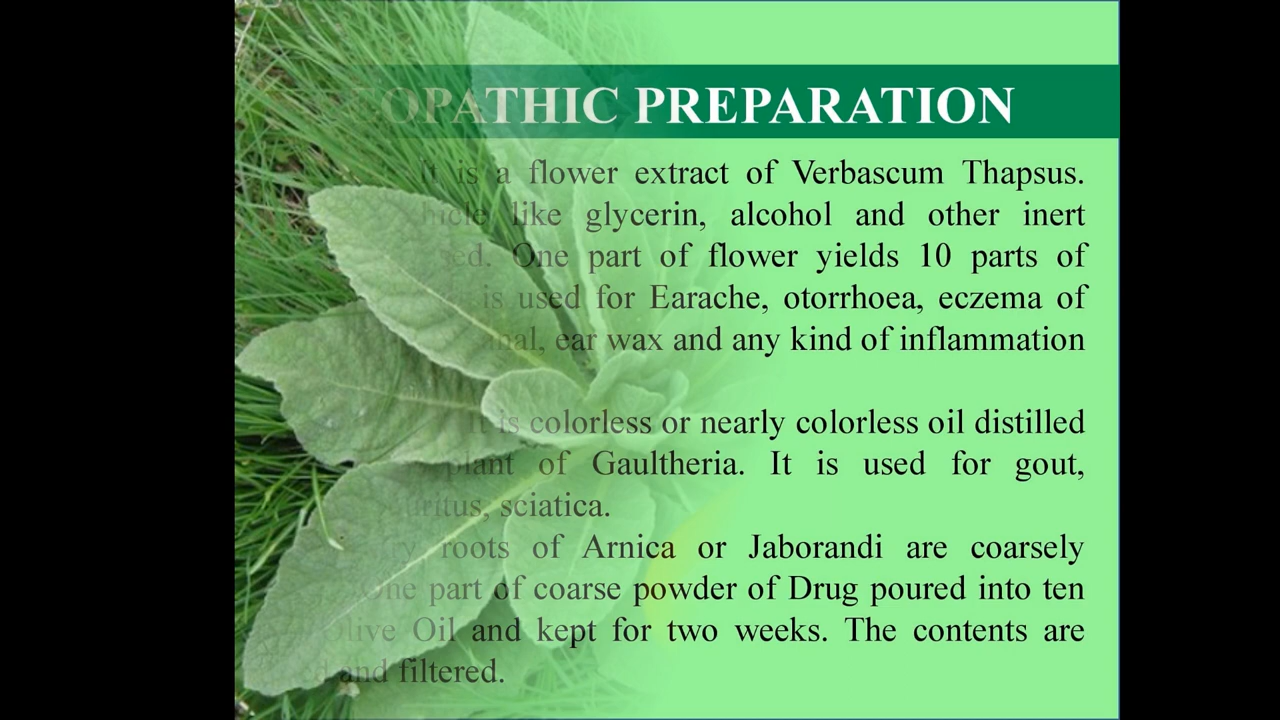 EOPATHIC PREPARATION
It is a flower extract of Verbascum Thapsus.
like glycerin, alcohol and other inert
One part of flower yields 10 parts of
is used for Earache, otorrhoea, eczema of
ear wax and any kind of inflammation
It is colorless or nearly colorless oil distilled
plant of Gaultheria. It is used for gout,
sciatica.
roots of Arnica or Jaborandi are coarsely
One part of coarse powder of Drug poured into ten
Olive Oil and kept for two weeks. The contents are
and filtered.